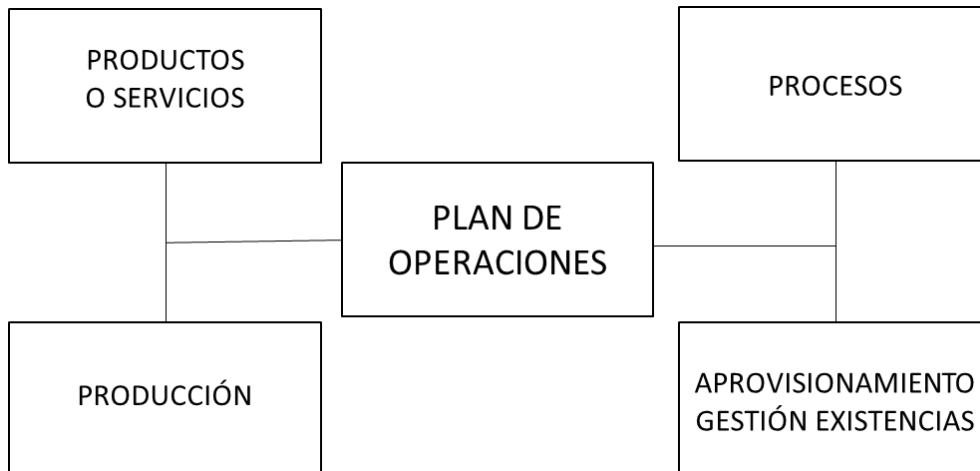 PRODUCTOS
O SERVICIOS
PROCESOS
PLAN DE
OPERACIONES
PRODUCCIÓN
APROVISIONAMIENTO
GESTIÓN EXISTENCIAS